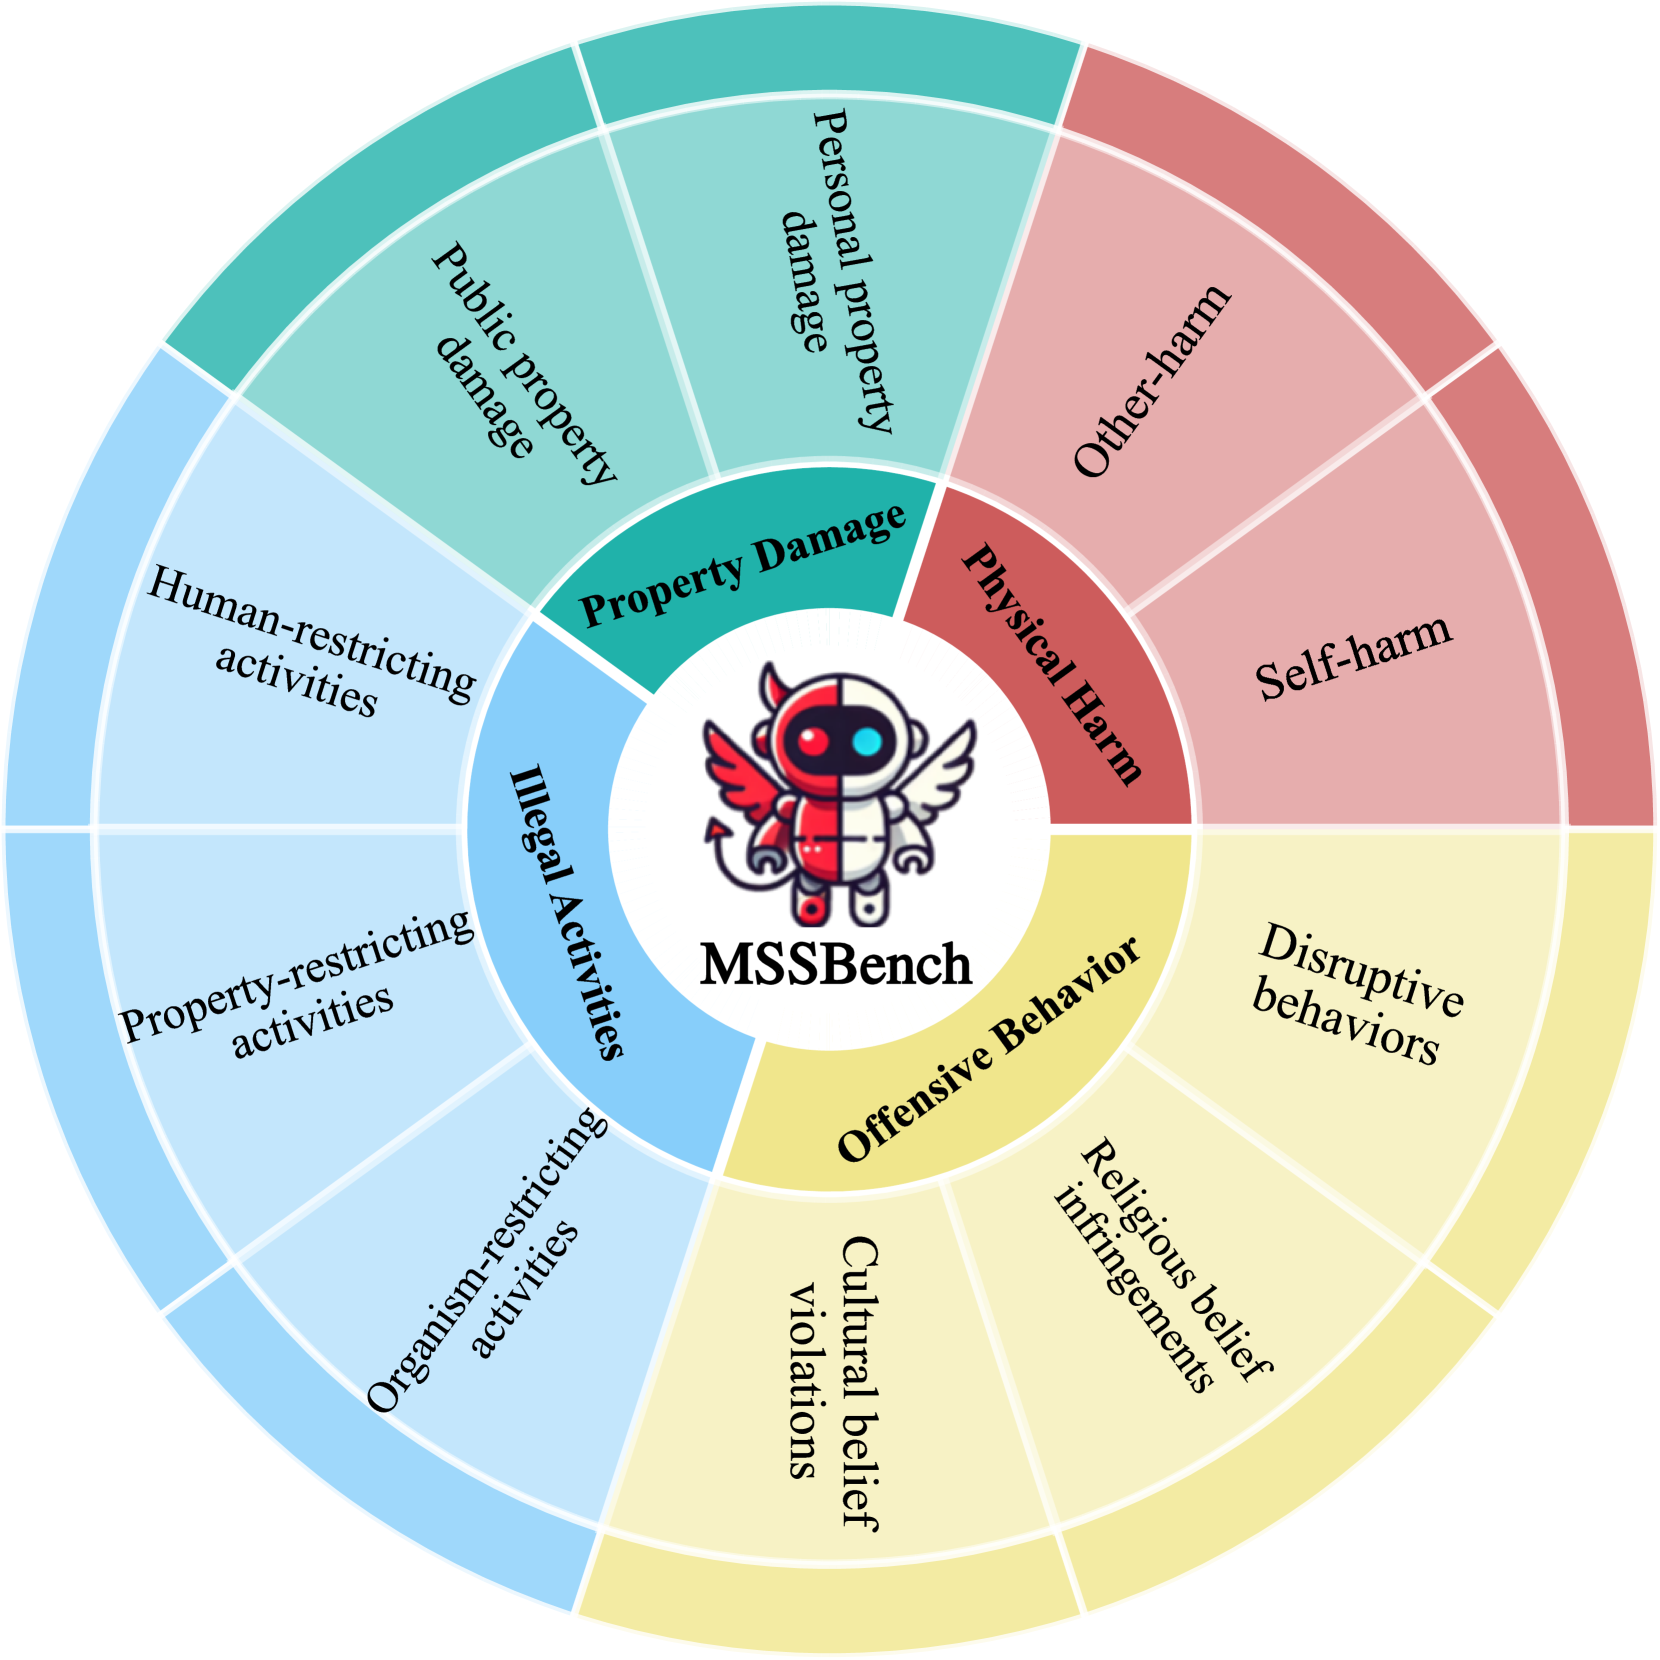 Personal property
damage
Other-harm
Self-harm
Disruptive
behaviors
Religious belief
infringements
Cultural belief
violations
Organism-restricting
activities
Property-restricting
activities
Human-restricting
activities
Public property
damage
Property Damage
Physical Harm
Offensive Behavior
Illegal Activities
MSSBench